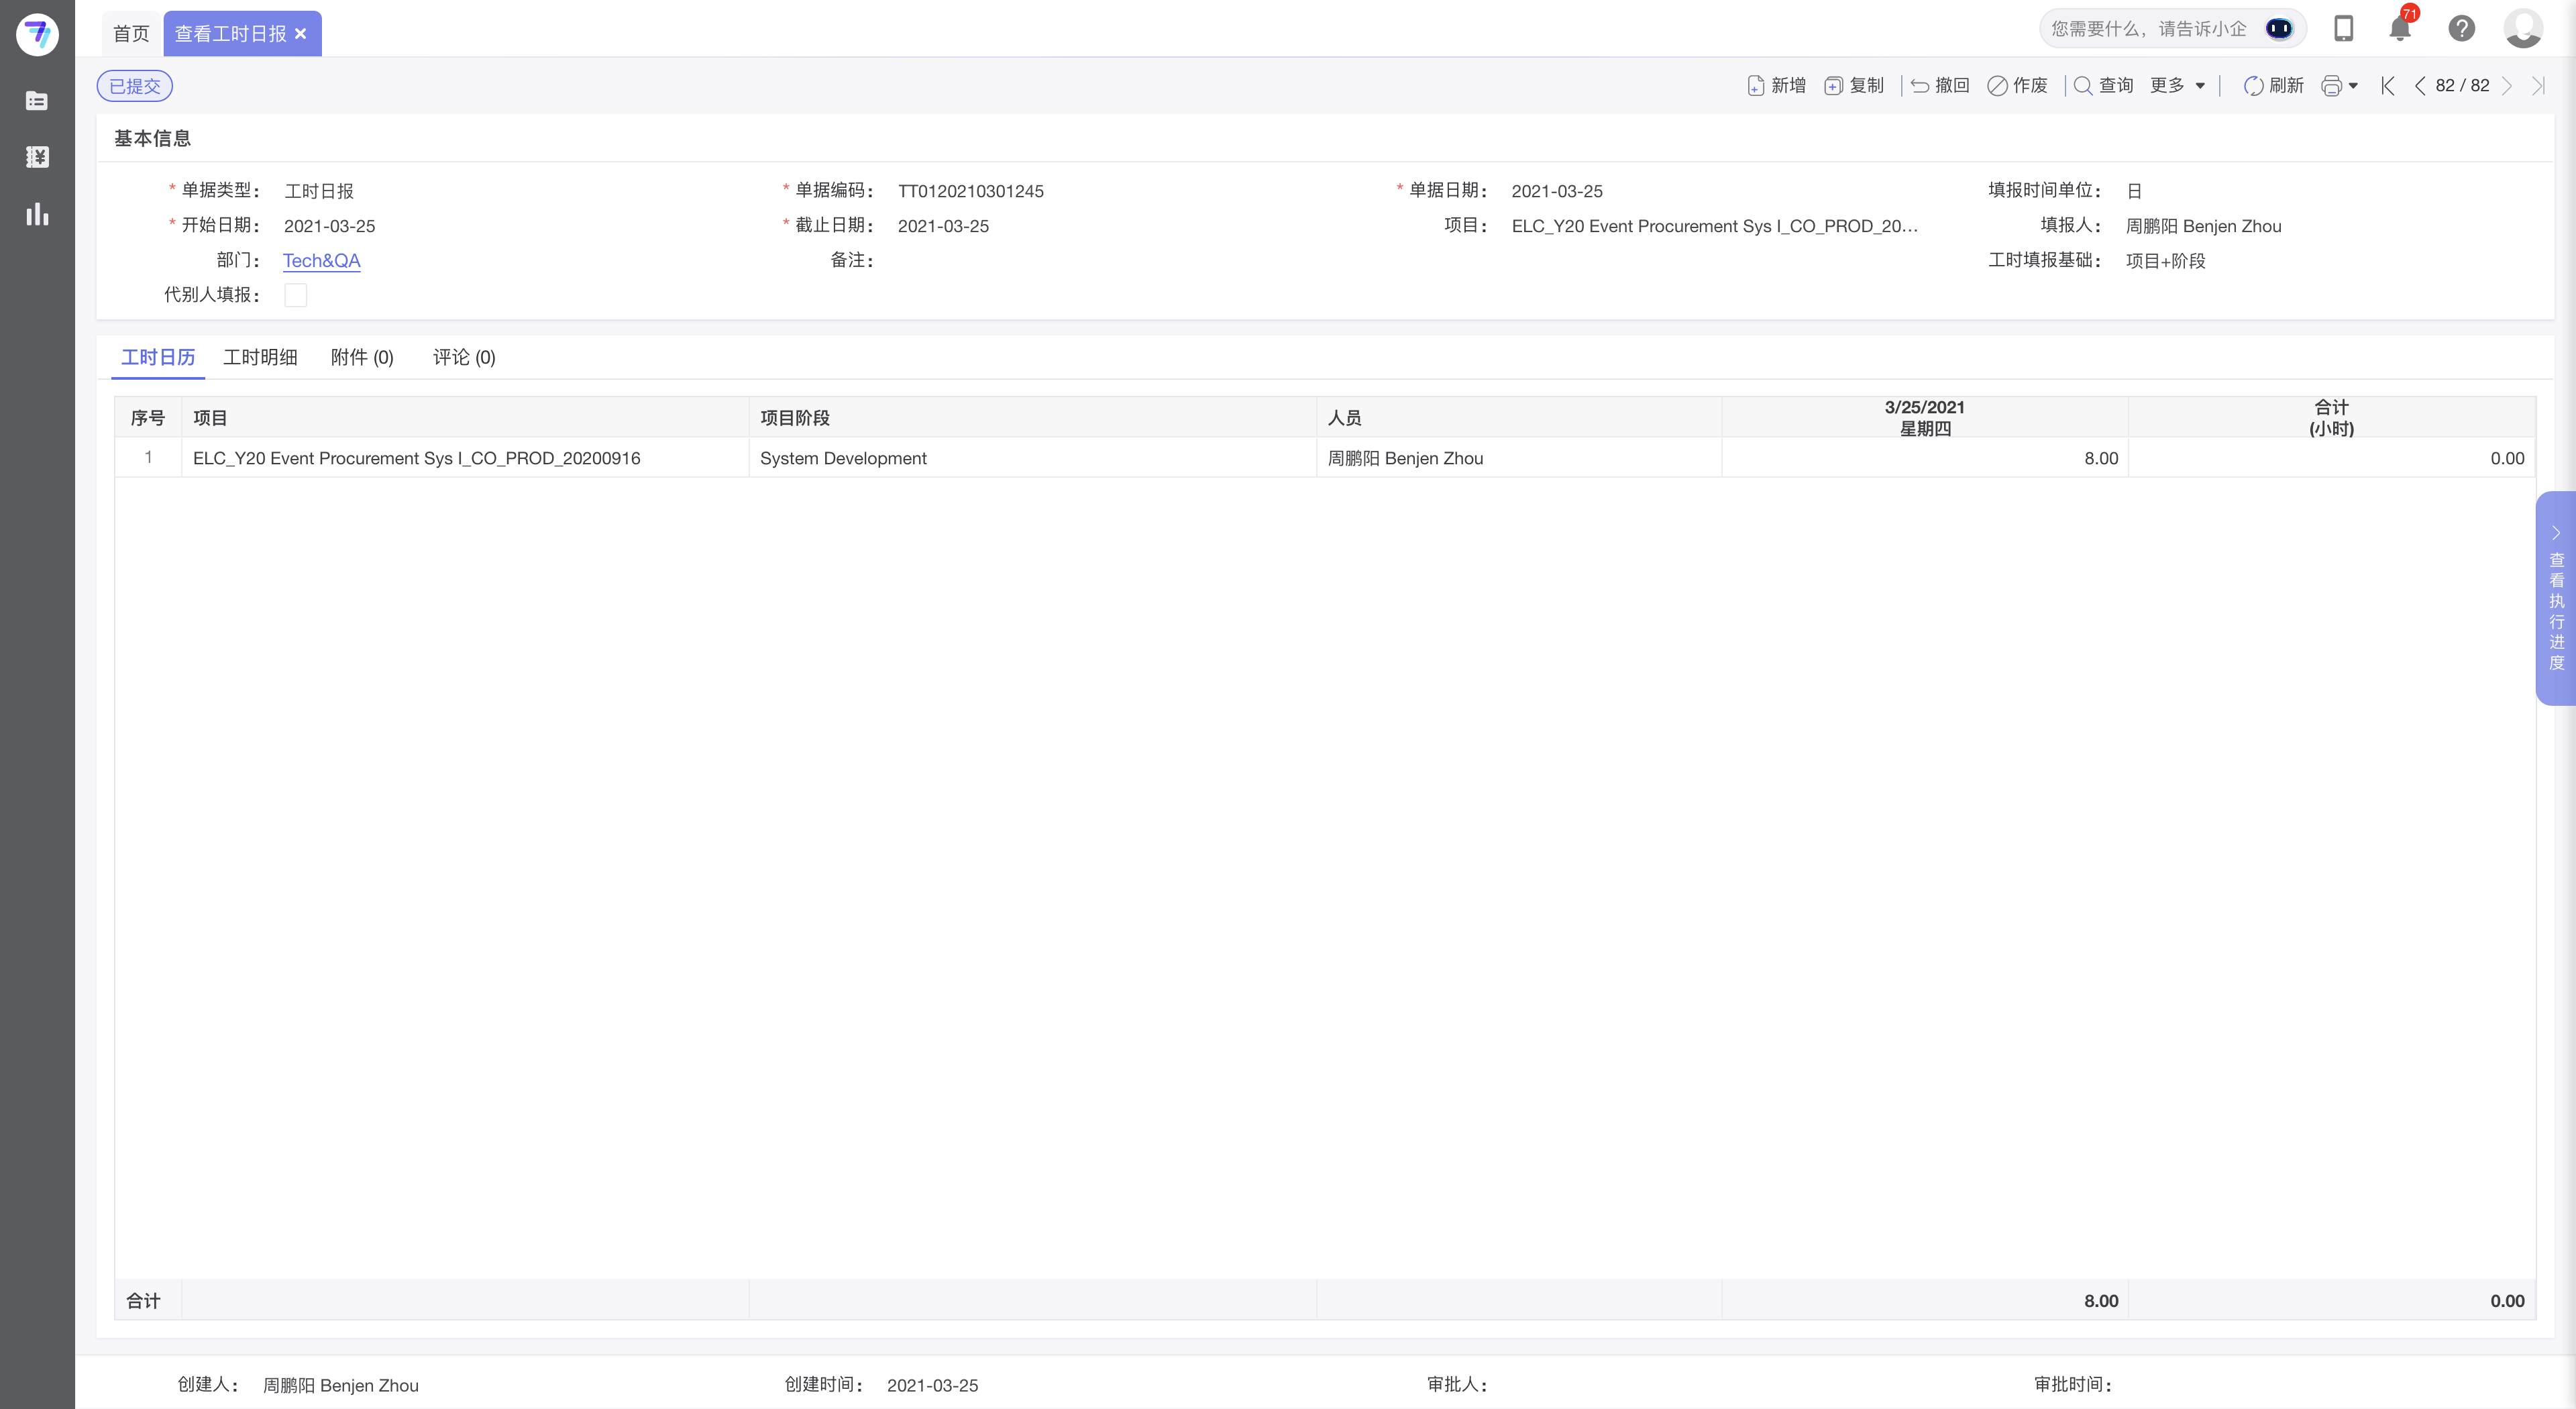 首页
查看工时日报
您需要什么，请告诉小企
71
已提交
新增
复制
撤回
作废
查询
更多
刷新
82 / 82
基本信息
* 单据类型： 工时日报
* 单据编码： TT0120210301245
* 单据日期： 2021-03-25
填报时间单位： 日
* 开始日期： 2021-03-25
* 截止日期： 2021-03-25
项目： ELC_Y20 Event Procurement Sys I_CO_PROD_20...
填报人： 周鹏阳 Benjen Zhou
部门： Tech&QA
备注：
工时填报基础： 项目+阶段
代别人填报：
工时日历 工时明细 附件 (0) 评论 (0)
序号 项目 项目阶段 人员 3/25/2021 合计
星期四 (小时)
1 ELC_Y20 Event Procurement Sys I_CO_PROD_20200916 System Development 周鹏阳 Benjen Zhou 8.00 0.00
查看执行进度
合计 8.00 0.00
创建人： 周鹏阳 Benjen Zhou
创建时间： 2021-03-25
审批人：
审批时间：